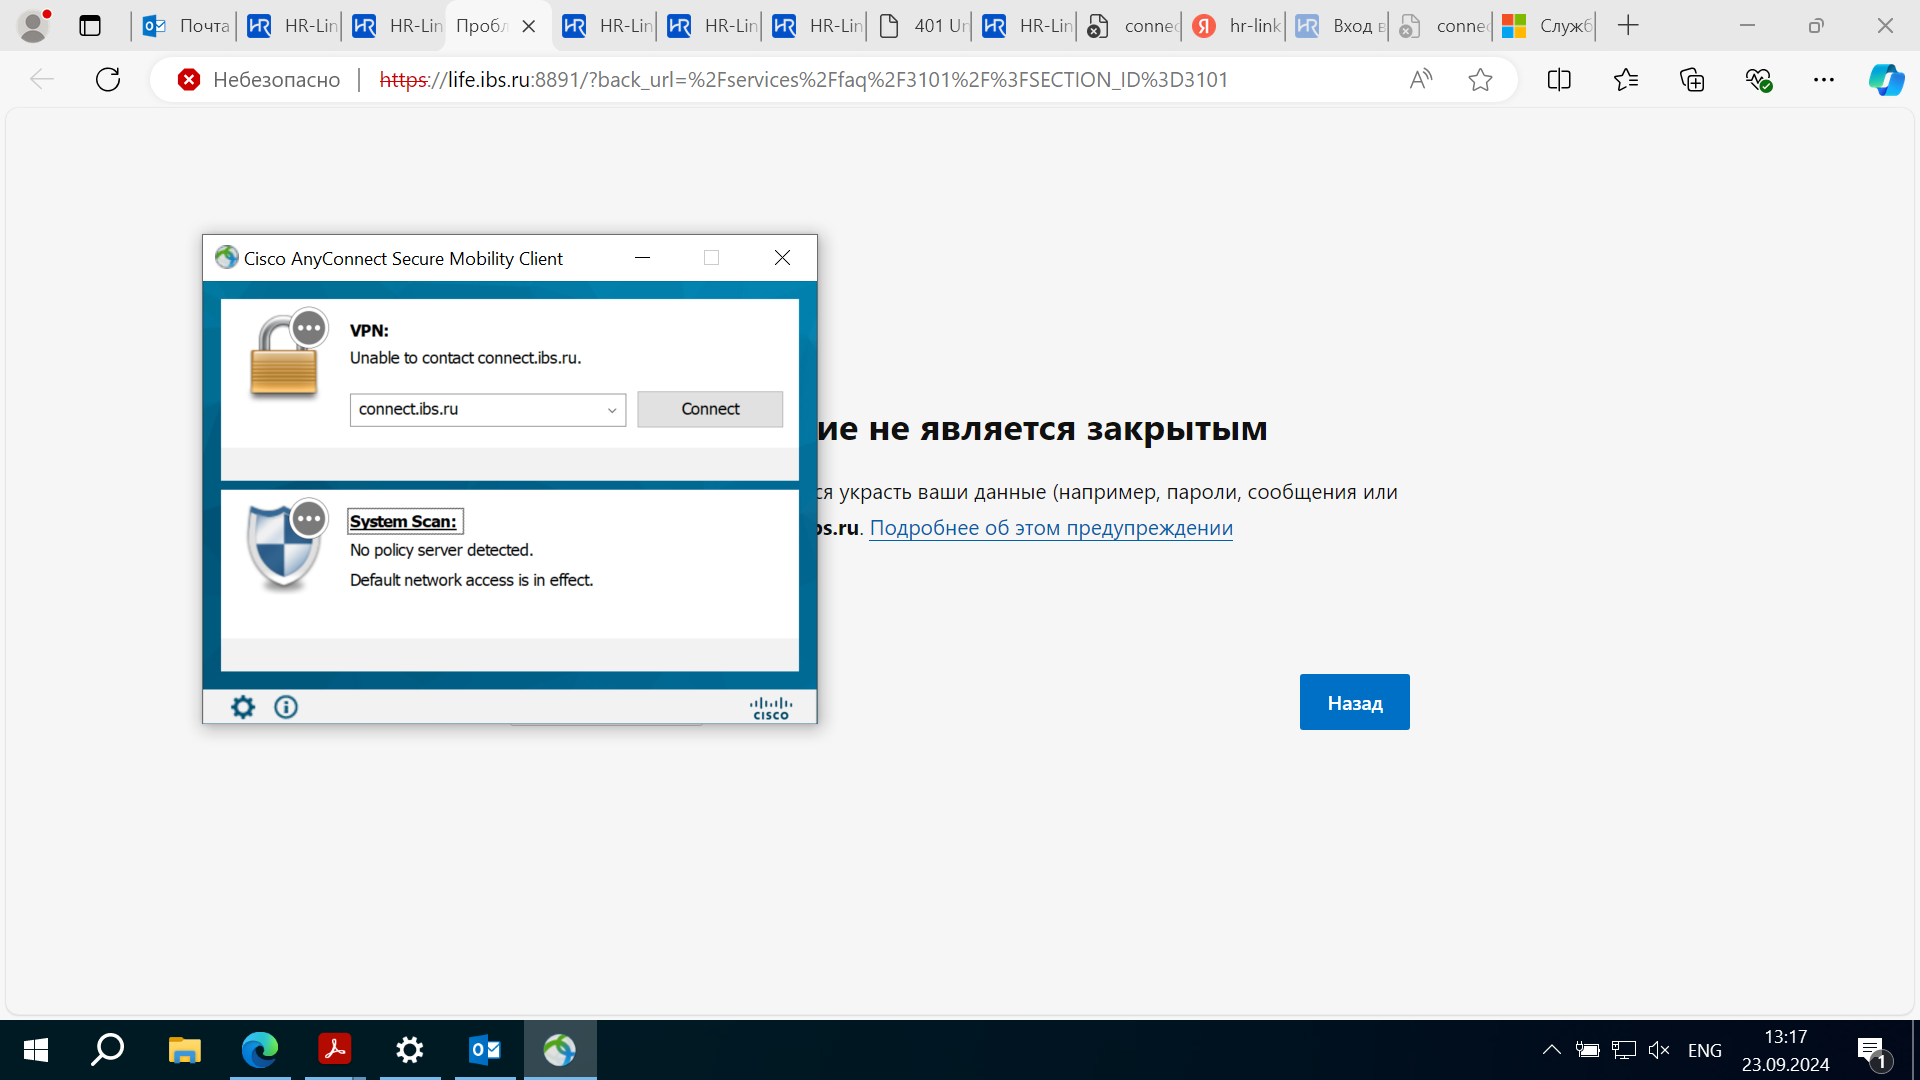 Почта
HR-Lin
HR-Lin
Пробл
HR-Lin
HR-Lin
HR-Lin
401 Un
HR-Lin
connec
hr-link
Вход в
connec
Служб
Небезопасно
https://life.ibs.ru:8891/?back_url=%2Fservices%2Ffaq%2F3101%2F%3FSECTION_ID%3D3101
Cisco AnyConnect Secure Mobility Client
VPN:
Unable to contact connect.ibs.ru.
connect.ibs.ru
Connect
ие не является закрытым
System Scan:
No policy server detected.
Default network access is in effect.
ся украсть ваши данные (например, пароли, сообщения или
bs.ru. Подробнее об этом предупреждении
Назад
CISCO
ENG
13:17
23.09.2024
1